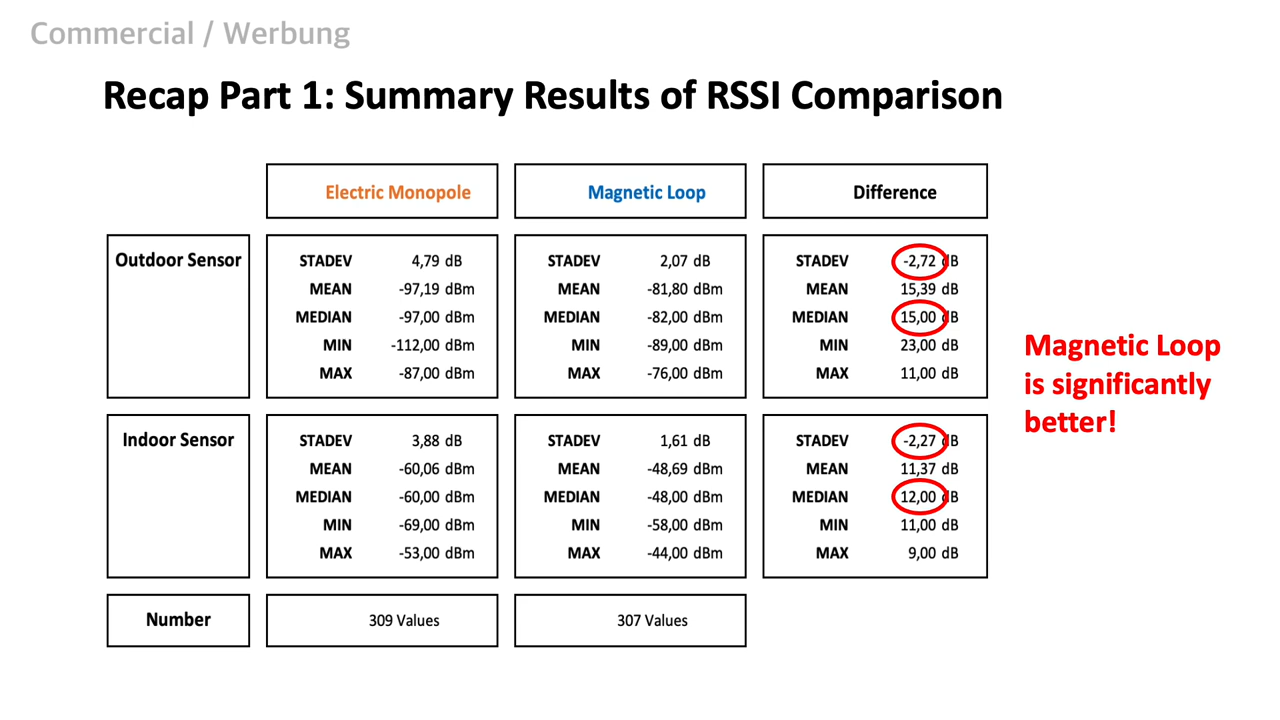 Commercial / Werbung
Recap Part 1: Summary Results of RSSI Comparison
Electric Monopole Magnetic Loop Difference
Outdoor Sensor STADEV 4,79 dB STADEV 2,07 dB STADEV -2,72 dB
MEAN -97,19 dBm MEAN -81,80 dBm MEAN 15,39 dB
MEDIAN -97,00 dBm MEDIAN -82,00 dBm MEDIAN 15,00 dB
MIN -112,00 dBm MIN -89,00 dBm MIN 23,00 dB
MAX -87,00 dBm MAX -76,00 dBm MAX 11,00 dB
Magnetic Loop
is significantly
better!
Indoor Sensor STADEV 3,88 dB STADEV 1,61 dB STADEV -2,27 dB
MEAN -60,06 dBm MEAN -48,69 dBm MEAN 11,37 dB
MEDIAN -60,00 dBm MEDIAN -48,00 dBm MEDIAN 12,00 dB
MIN -69,00 dBm MIN -58,00 dBm MIN 11,00 dB
MAX -53,00 dBm MAX -44,00 dBm MAX 9,00 dB
Number 309 Values 307 Values